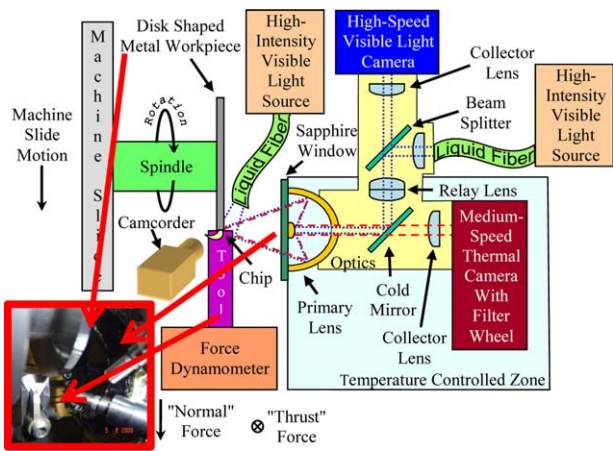 Disk Shaped
Metal Workpiece
High-
Intensity
Visible
Light
Source
High-Speed
Visible Light
Camera
Collector
Lens
High-
Intensity
Visible
Light
Source
Beam
Splitter
Machine Slide
Rotation
Spindle
Machine
Slide
Motion
Liquid Fiber
Sapphire
Window
Liquid Fiber
Relay Lens
Camcorder
Tool
Chip
Primary
Lens
Optics
Cold
Mirror
Collector
Lens
Medium-
Speed
Thermal
Camera
With
Filter
Wheel
Force
Dynamometer
Temperature Controlled Zone
"Normal"
Force
"Thrust"
Force